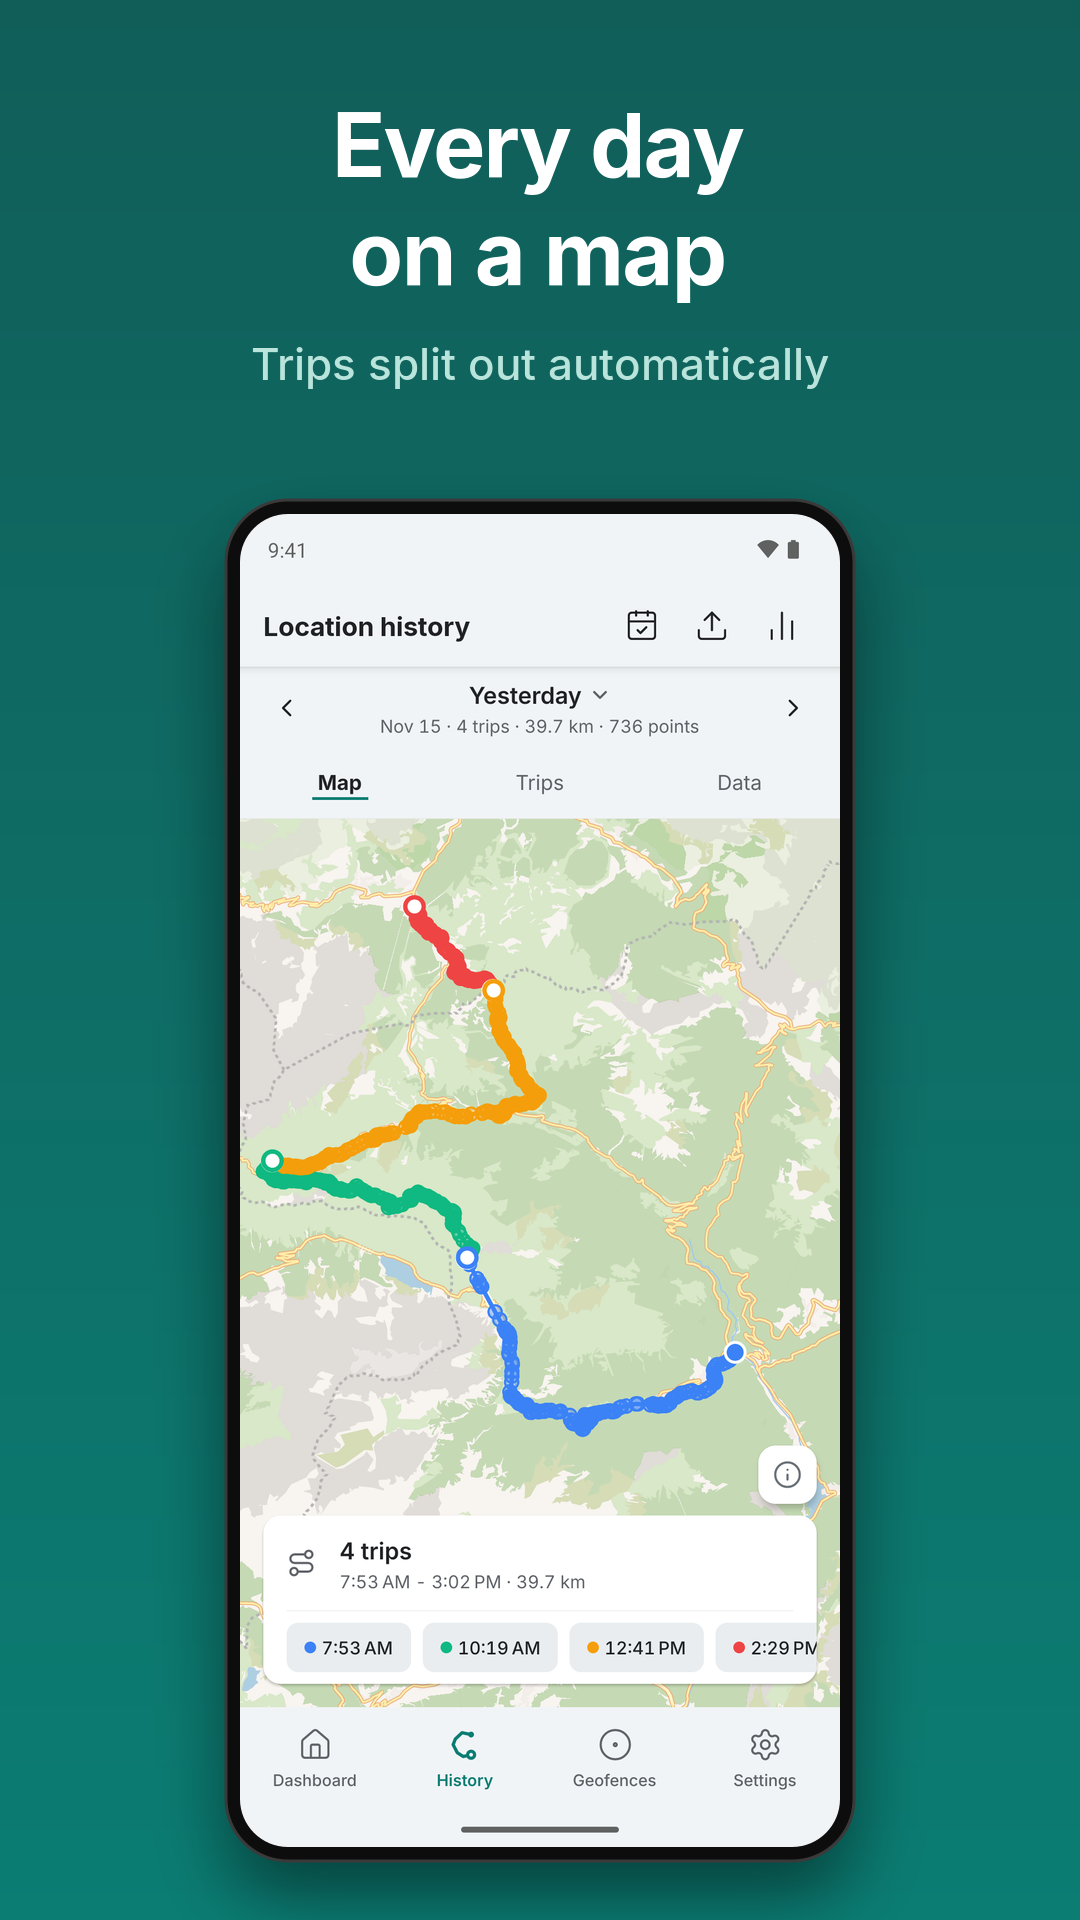 Every day
on a map
Trips split out automatically
9:41
Location history
Yesterday
Nov 15 · 4 trips · 39.7 km · 736 points
Map Trips Data
4 trips
7:53 AM - 3:02 PM · 39.7 km
7:53 AM 10:19 AM 12:41 PM 2:29 PM
Dashboard History Geofences Settings